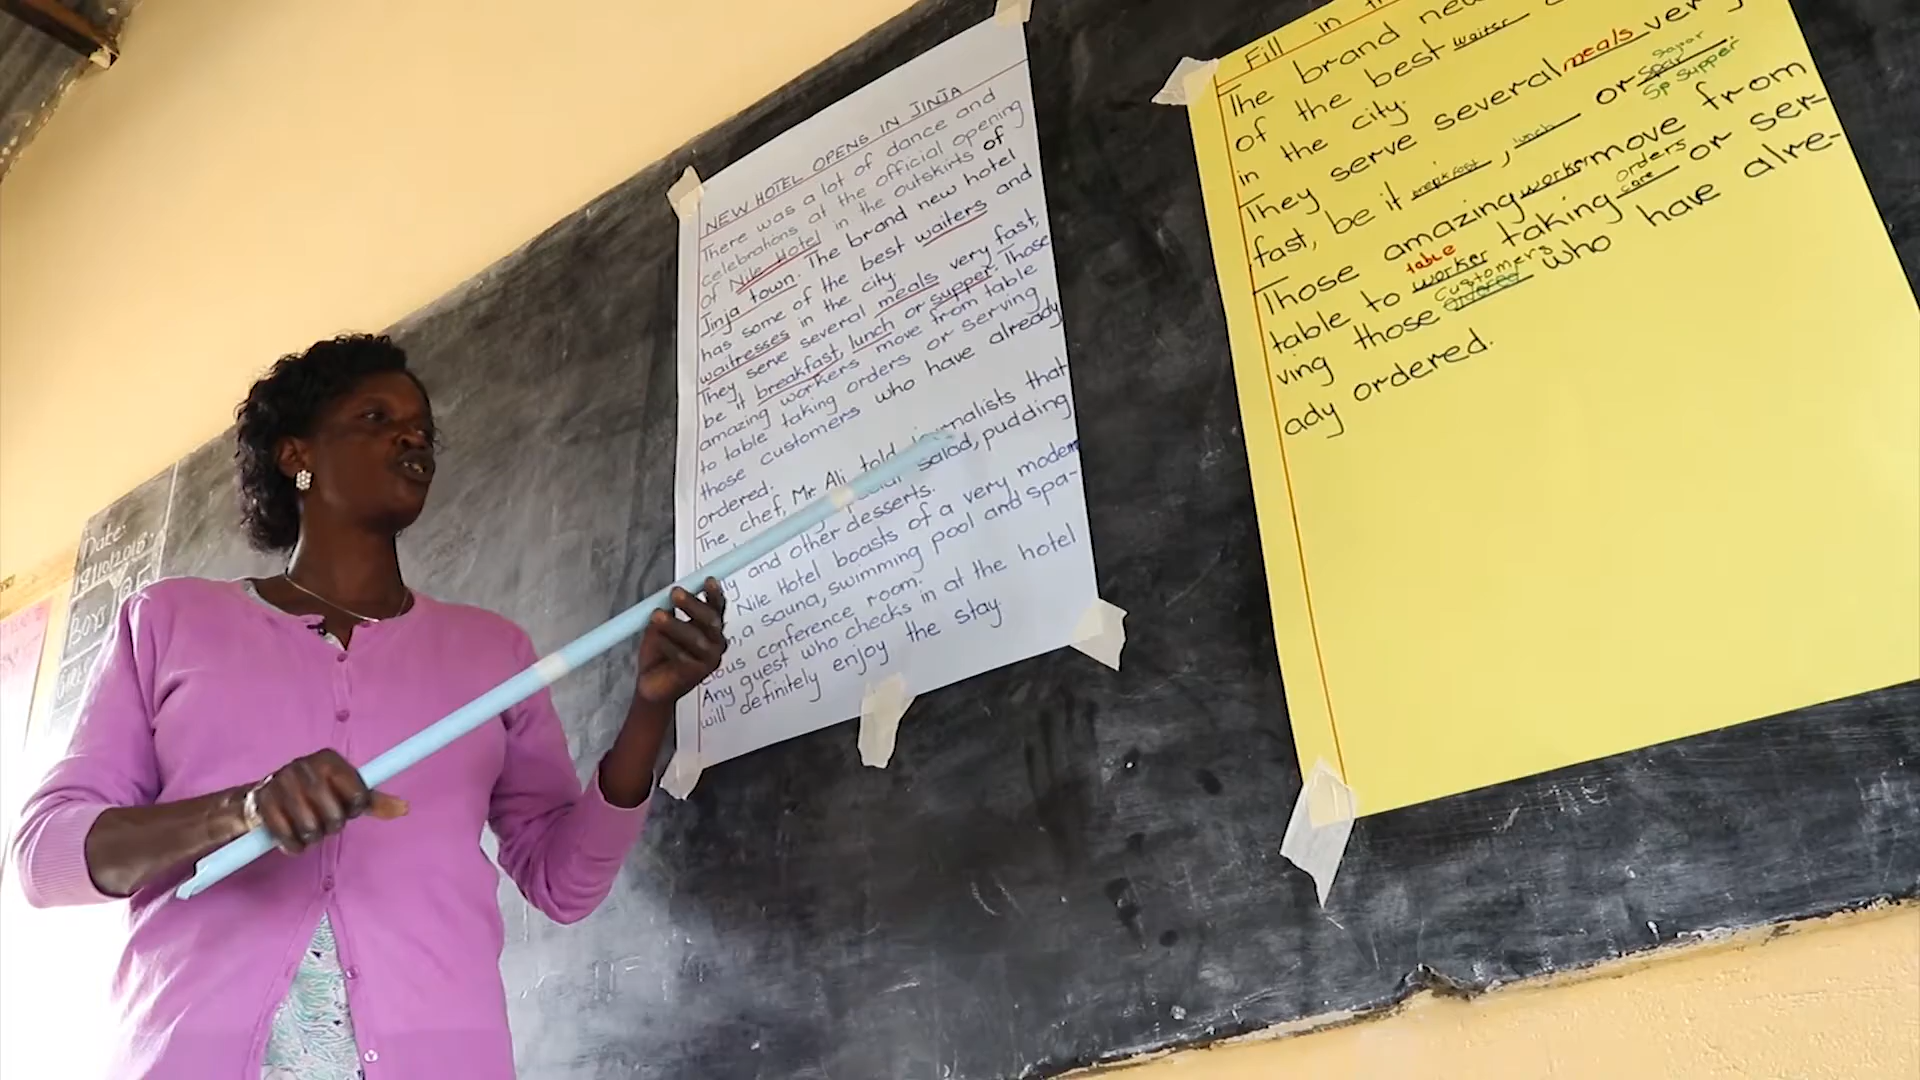 NEW HOTEL OPENS IN JINJA
There was a lot of dance and
celebrations at the official opening
of Nile Hotel in the outskirts of
Jinja town. The brand new hotel
has some of the best waiters and
waitresses in the city.
They serve several meals very fast,
be it breakfast, lunch or supper. Those
amazing workers move from table
to table taking orders or serving
those customers who have already
ordered.
The chef, Mr. Ali told journalists that
salad, pudding
and other desserts.
Nile Hotel boasts of a very modern
a sauna, swimming pool and spa-
cious conference room.
Any guest who checks in at the hotel
will definitely enjoy the stay.
Fill in
The brand new
of the best waiter
in the city.
They serve several meals very
fast, be it breakfast, lunch or supper.
Those amazing works move from
table to table worker taking orders care or ser-
ving those customers who have alre-
ady ordered.
Date:
19/10/2018
Boys